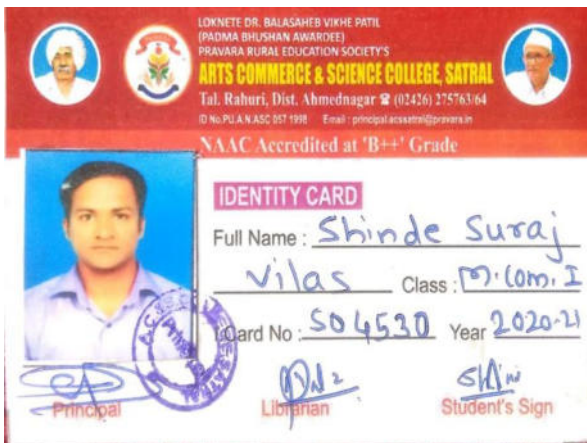 LOKNETE DR. BALASAHEB VIKHE PATIL
(PADMA BHUSHAN AWARDEE)
PRAVARA RURAL EDUCATION SOCIETY'S
ARTS COMMERCE & SCIENCE COLLEGE, SATRAL
Tal. Rahuri, Dist. Ahmednagar ☎ (02426) 275763/64
ID No.PU.A.N.ASC 057 1998 Email : principal.acssatral@pravara.in
NAAC Accredited at 'B++' Grade
IDENTITY CARD
Full Name : Shinde Suraj
Vilas Class : M.Com. I
I Card No : SO4530 Year 2020-21
Principal Librarian Student's Sign